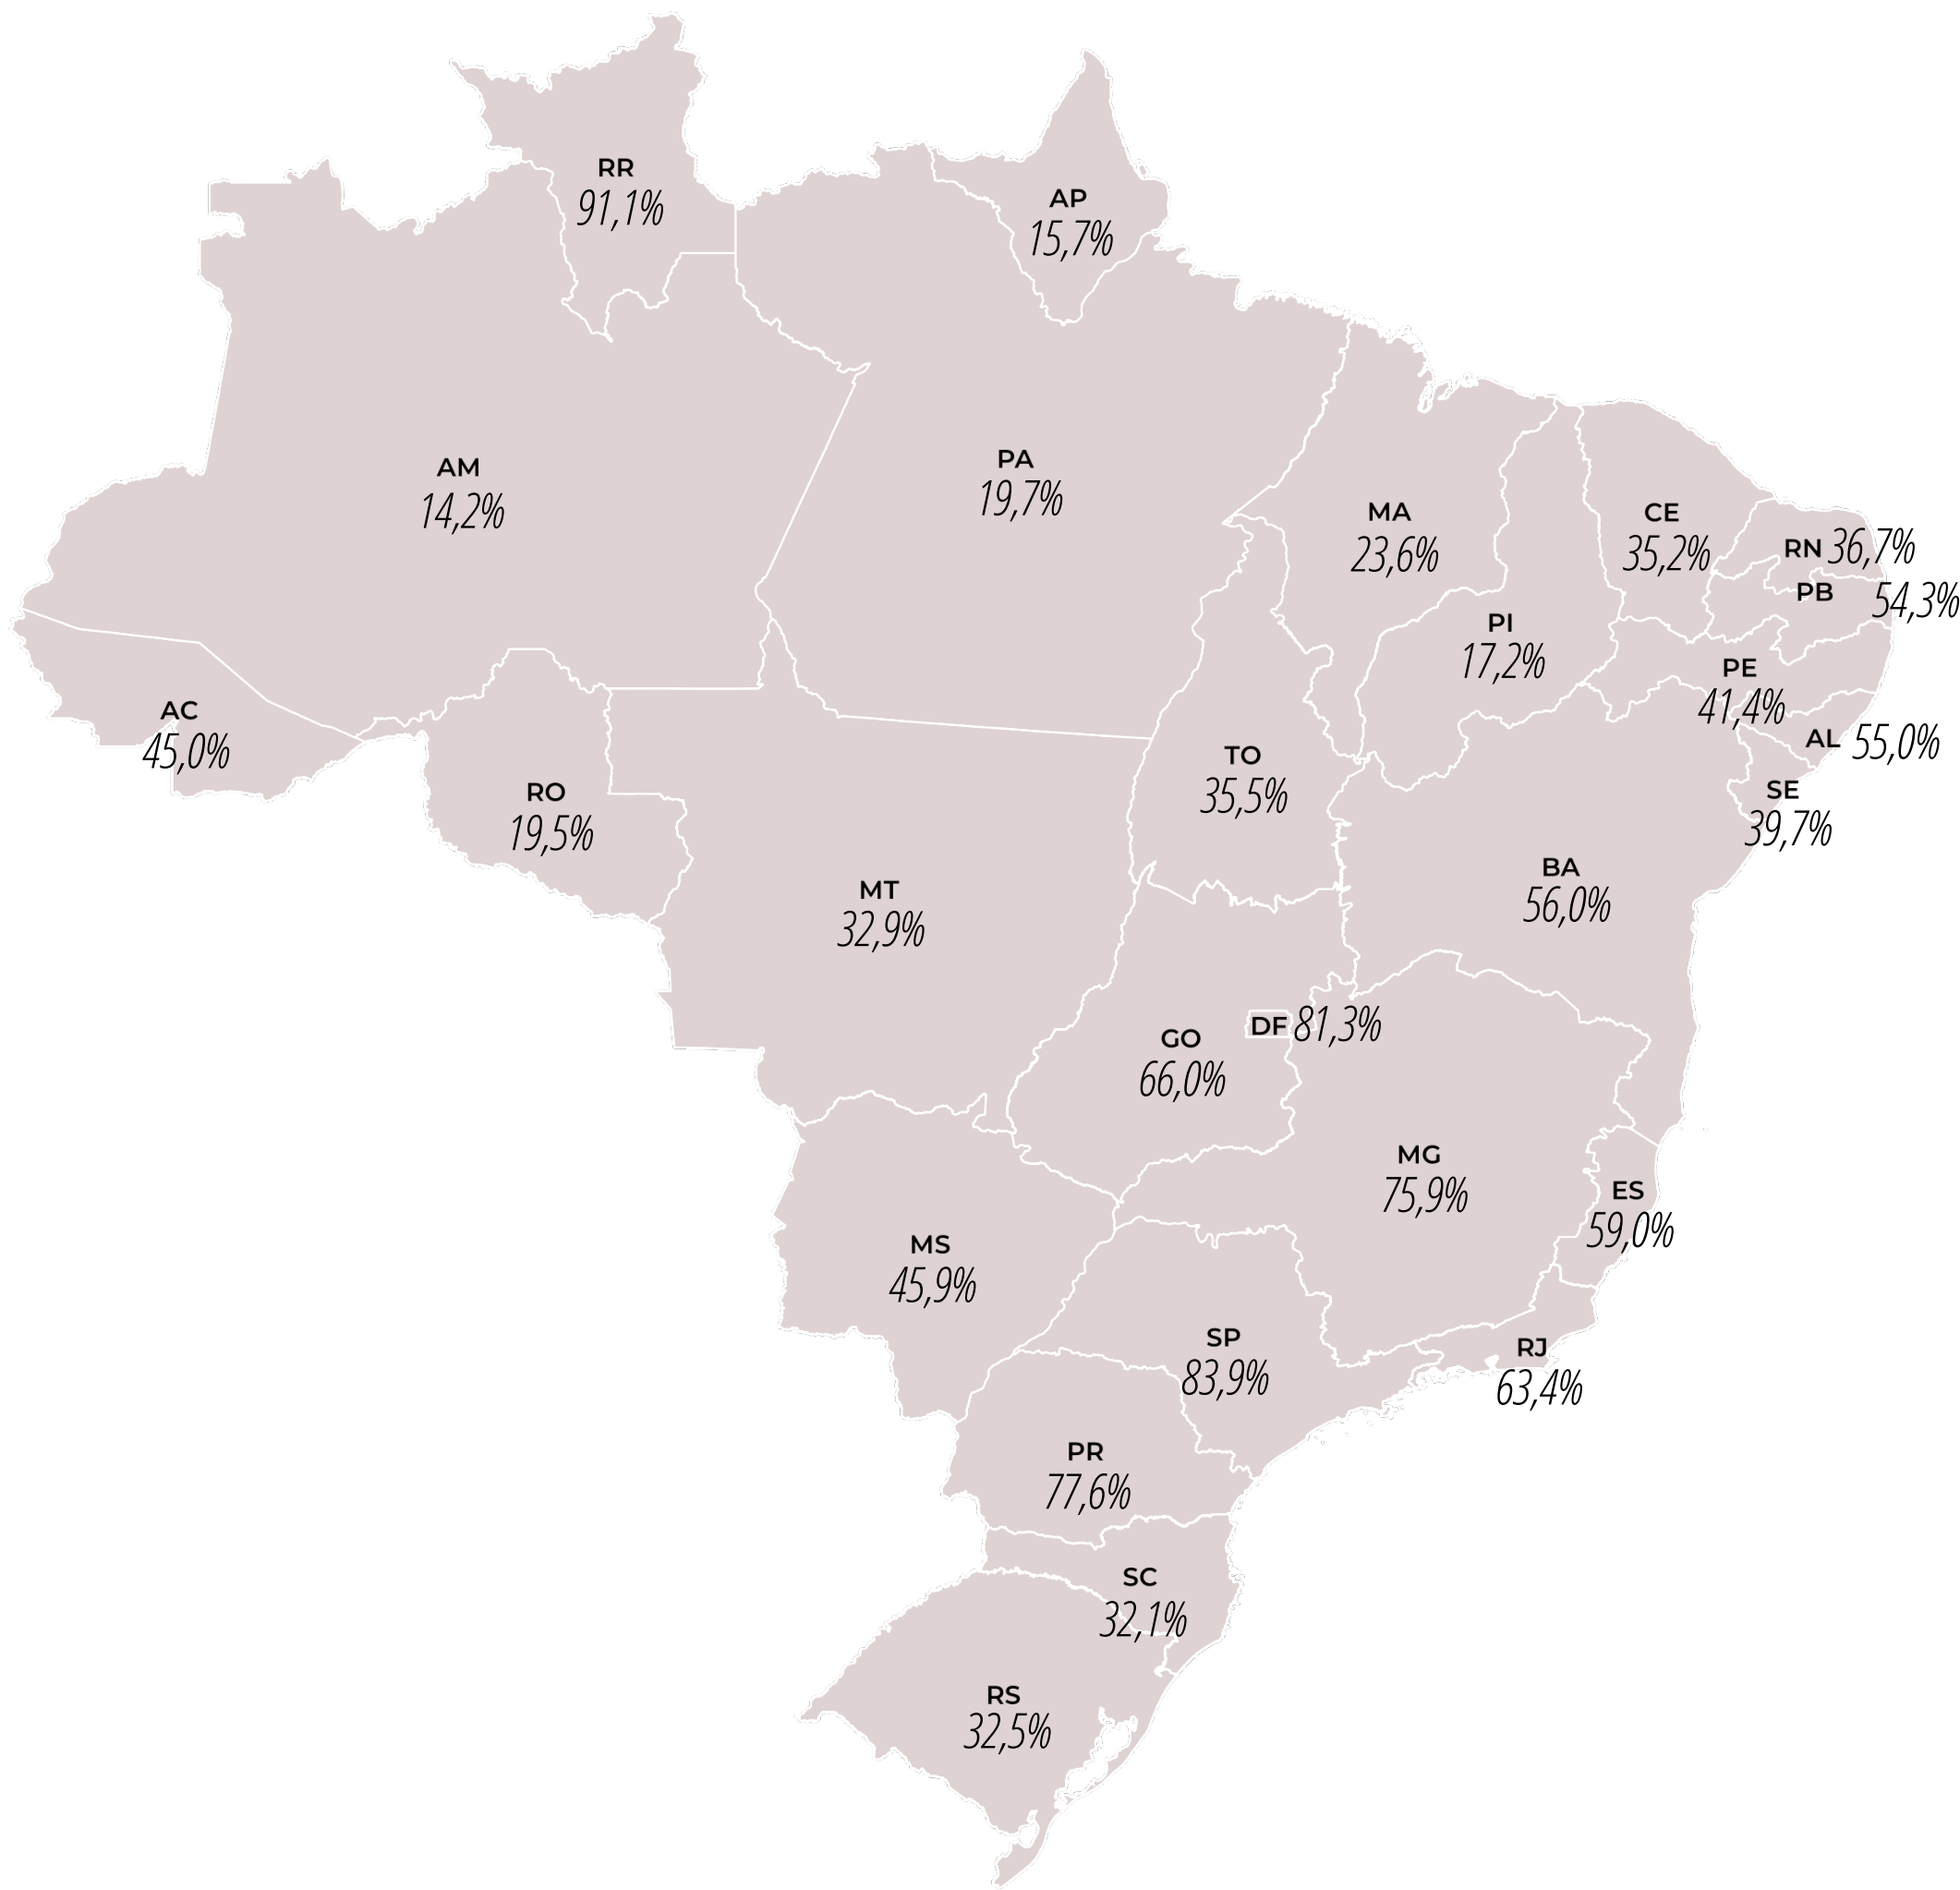 RR
91,1%
AP
15,7%
AM
14,2%
PA
19,7%
MA
23,6%
CE
35,2%
RN 36,7%
PB 54,3%
PI
17,2%
PE
41,4%
AC
45,0%
AL 55,0%
TO
35,5%
SE
39,7%
RO
19,5%
BA
56,0%
MT
32,9%
DF 81,3%
GO
66,0%
MG
75,9%
ES
59,0%
MS
45,9%
SP
83,9%
RJ
63,4%
PR
77,6%
SC
32,1%
RS
32,5%